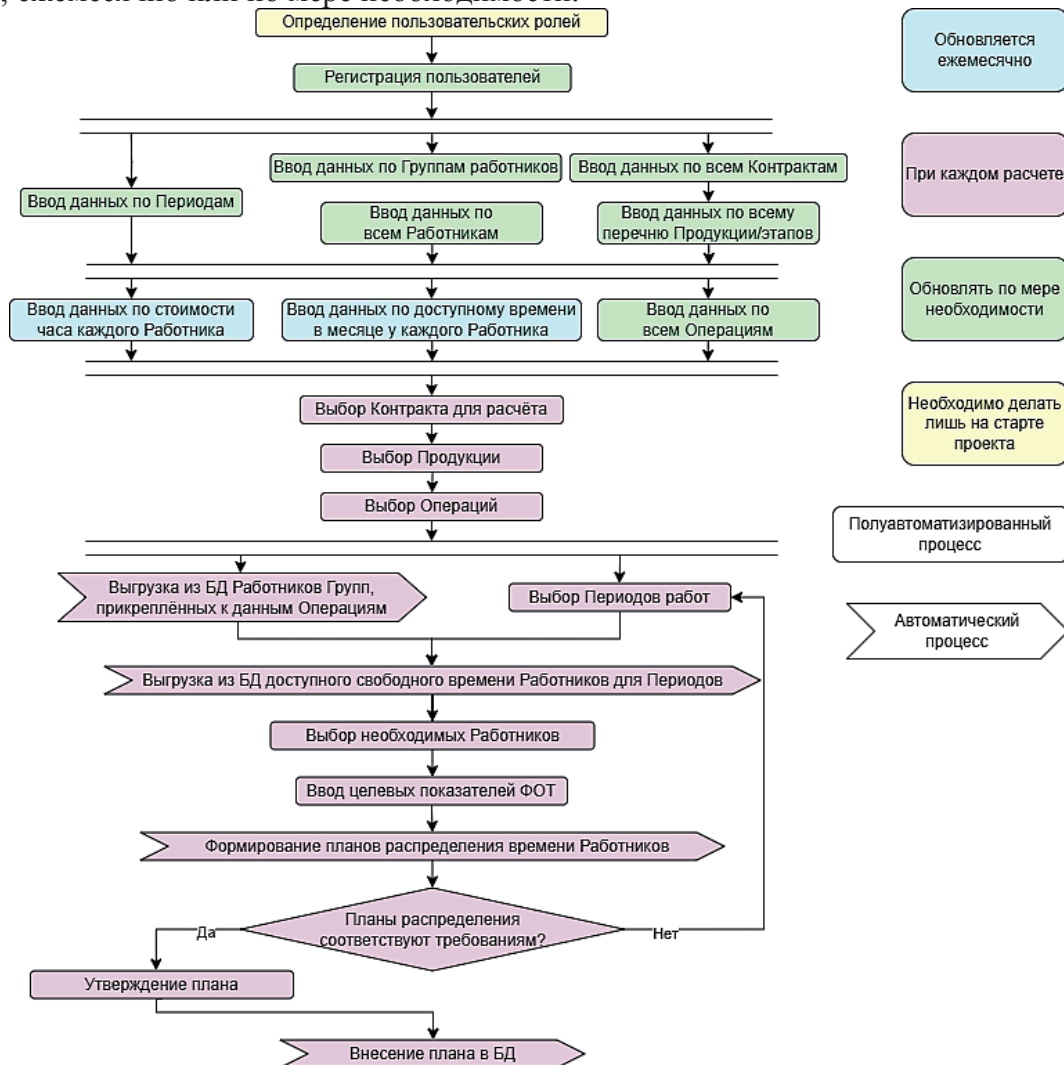 , ежемесячно или по мере необходимости.
Определение пользовательских ролей
Регистрация пользователей
Ввод данных по Периодам
Ввод данных по Группам работников
Ввод данных по
всем Работникам
Ввод данных по всем Контрактам
Ввод данных по всему
перечню Продукции/этапов
Ввод данных по стоимости
часа каждого Работника
Ввод данных по доступному времени
в месяце у каждого Работника
Ввод данных по
всем Операциям
Выбор Контракта для расчёта
Выбор Продукции
Выбор Операций
Выгрузка из БД Работников Групп,
прикреплённых к данным Операциям
Выбор Периодов работ
Выгрузка из БД доступного свободного времени Работников для Периодов
Выбор необходимых Работников
Ввод целевых показателей ФОТ
Формирование планов распределения времени Работников
Планы распределения
соответствуют требованиям?
Да
Нет
Утверждение плана
Внесение плана в БД
Обновляется
ежемесячно
При каждом расчете
Обновлять по мере
необходимости
Необходимо делать
лишь на старте
проекта
Полуавтоматизированный
процесс
Автоматический
процесс